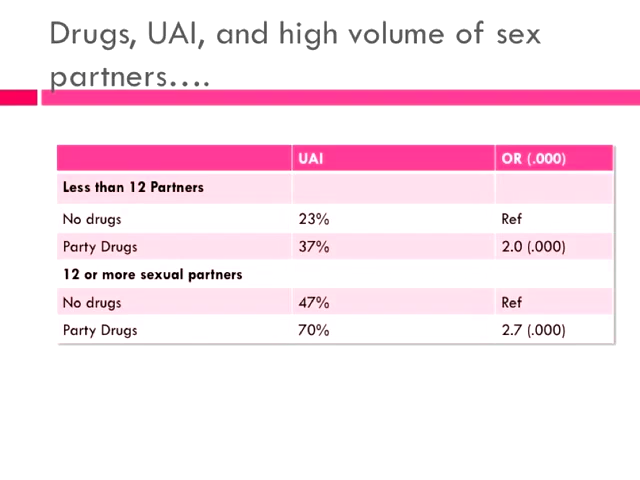 Drugs, UAI, and high volume of sex
partners….
UAI OR (.000)
Less than 12 Partners
No drugs 23% Ref
Party Drugs 37% 2.0 (.000)
12 or more sexual partners
No drugs 47% Ref
Party Drugs 70% 2.7 (.000)